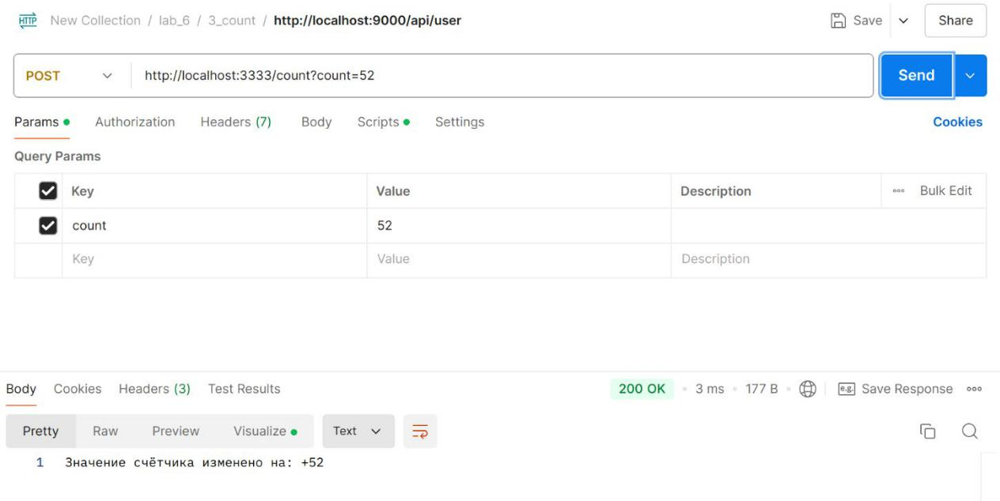 HTTP New Collection / lab_6 / 3_count / http://localhost:9000/api/user Save Share
POST http://localhost:3333/count?count=52 Send
Params Authorization Headers (7) Body Scripts Settings Cookies
Query Params
Key Value Description Bulk Edit
count 52
Key Value Description
Body Cookies Headers (3) Test Results 200 OK 3 ms 177 B e.g. Save Response
Pretty Raw Preview Visualize Text
1 Значение счётчика изменено на: +52